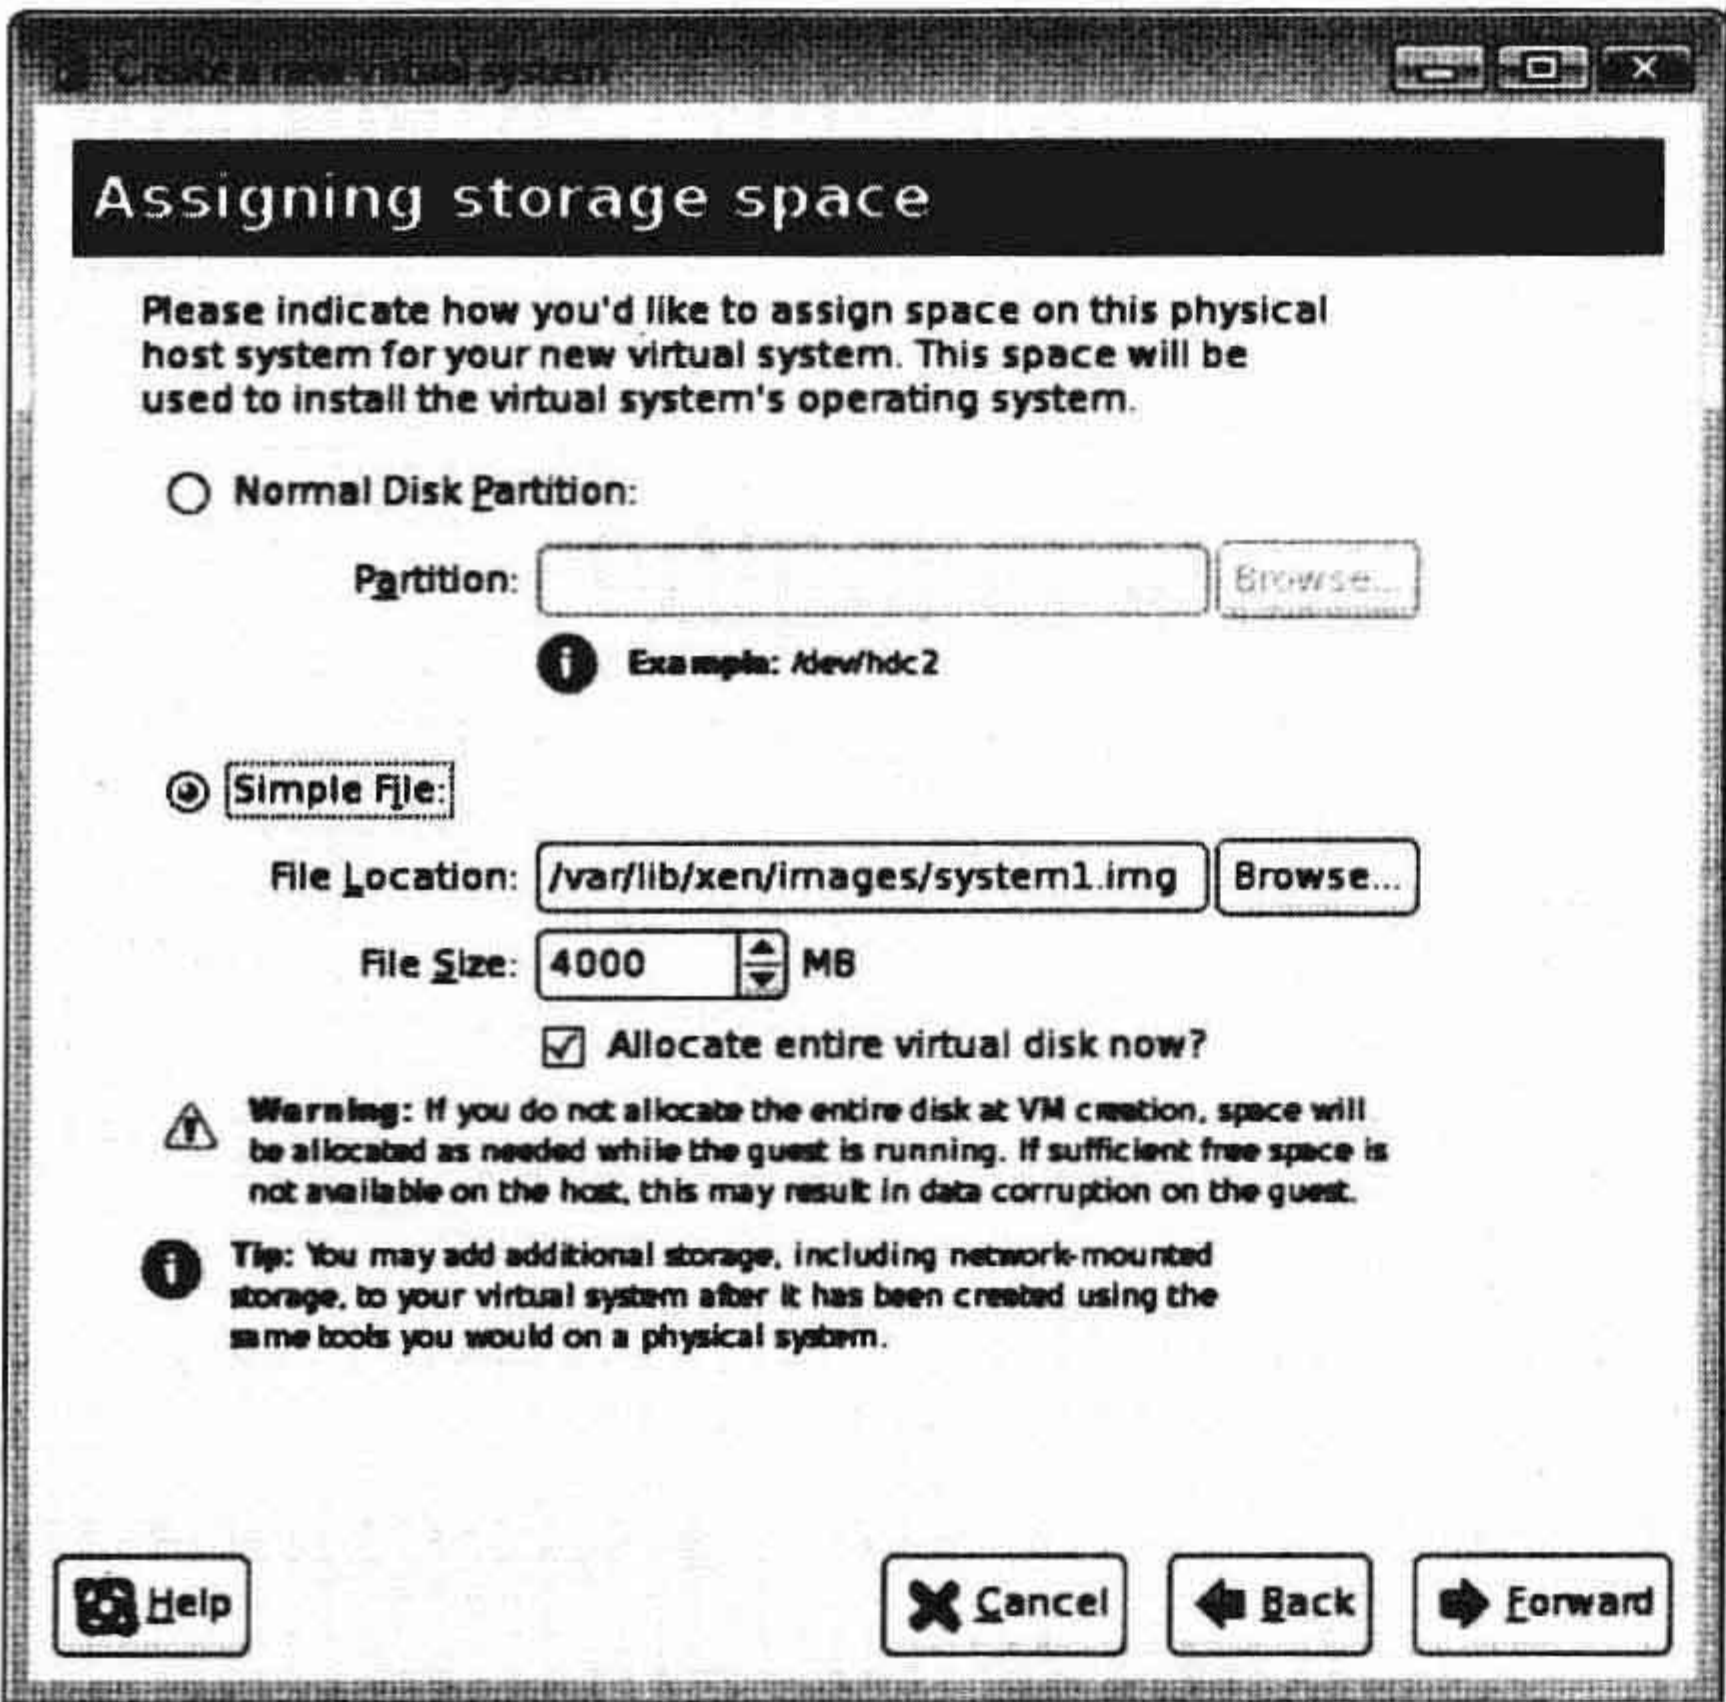 Create a new virtual system
Assigning storage space
Please indicate how you'd like to assign space on this physical
host system for your new virtual system. This space will be
used to install the virtual system's operating system.
Normal Disk Partition:
Partition: Browse...
Example: /dev/hdc2
Simple File:
File Location: /var/lib/xen/images/system1.img Browse...
File Size: 4000 MB
Allocate entire virtual disk now?
Warning: If you do not allocate the entire disk at VM creation, space will
be allocated as needed while the guest is running. If sufficient free space is
not available on the host, this may result in data corruption on the guest.
Tip: You may add additional storage, including network-mounted
storage, to your virtual system after it has been created using the
same tools you would on a physical system.
Help Cancel Back Forward